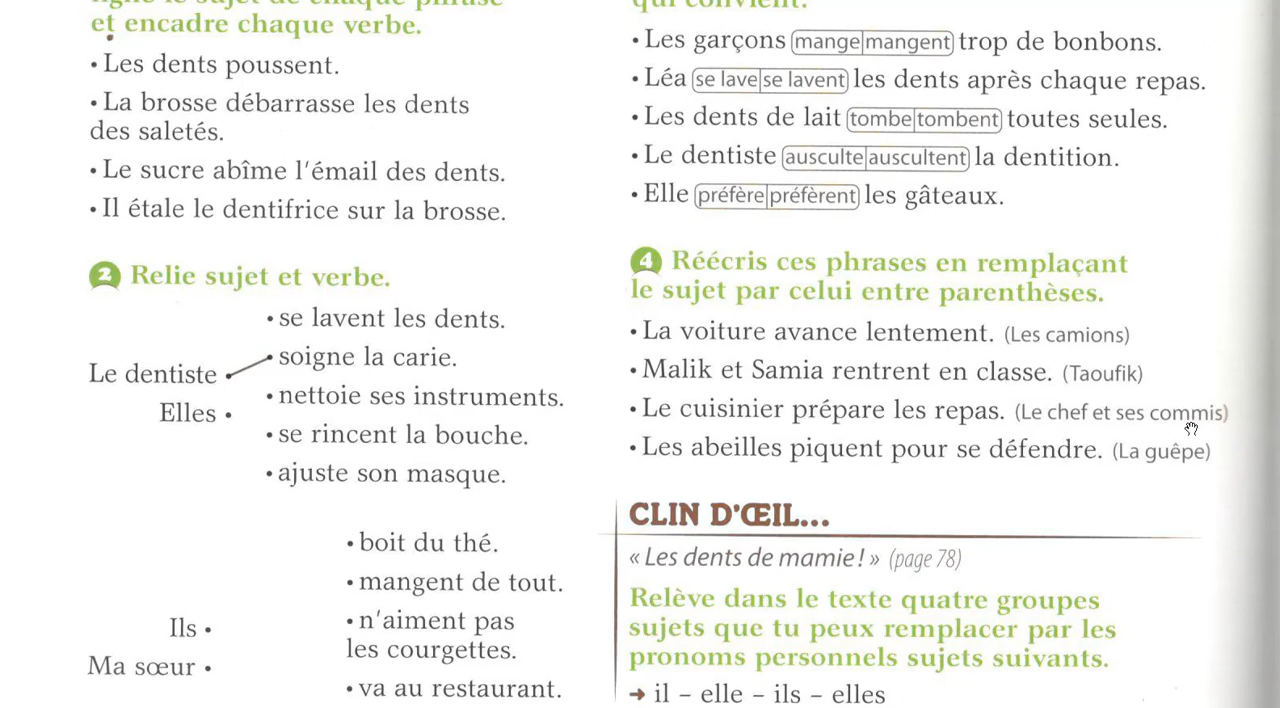 et encadre chaque verbe.
• Les dents poussent.
• La brosse débarrasse les dents
des saletés.
• Le sucre abîme l'émail des dents.
• Il étale le dentifrice sur la brosse.
2 Relie sujet et verbe.
• se lavent les dents.
• soigne la carie.
Le dentiste •
• nettoie ses instruments.
Elles •
• se rincent la bouche.
• ajuste son masque.
• boit du thé.
• mangent de tout.
• n'aiment pas
les courgettes.
Ils •
Ma sœur •
• va au restaurant.
• Les garçons mange|mangent trop de bonbons.
• Léa se lave|se lavent les dents après chaque repas.
• Les dents de lait tombe|tombent toutes seules.
• Le dentiste ausculte|auscultent la dentition.
• Elle préfère|préfèrent les gâteaux.
4 Réécris ces phrases en remplaçant
le sujet par celui entre parenthèses.
• La voiture avance lentement. (Les camions)
• Malik et Samia rentrent en classe. (Taoufik)
• Le cuisinier prépare les repas. (Le chef et ses commis)
• Les abeilles piquent pour se défendre. (La guêpe)
CLIN D'ŒIL...
« Les dents de mamie ! » (page 78)
Relève dans le texte quatre groupes
sujets que tu peux remplacer par les
pronoms personnels sujets suivants.
➜ il – elle – ils – elles